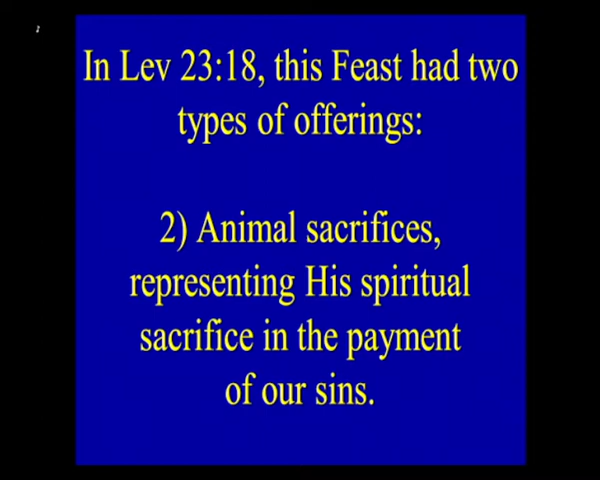 In Lev 23:18, this Feast had two
types of offerings:
2) Animal sacrifices,
representing His spiritual
sacrifice in the payment
of our sins.